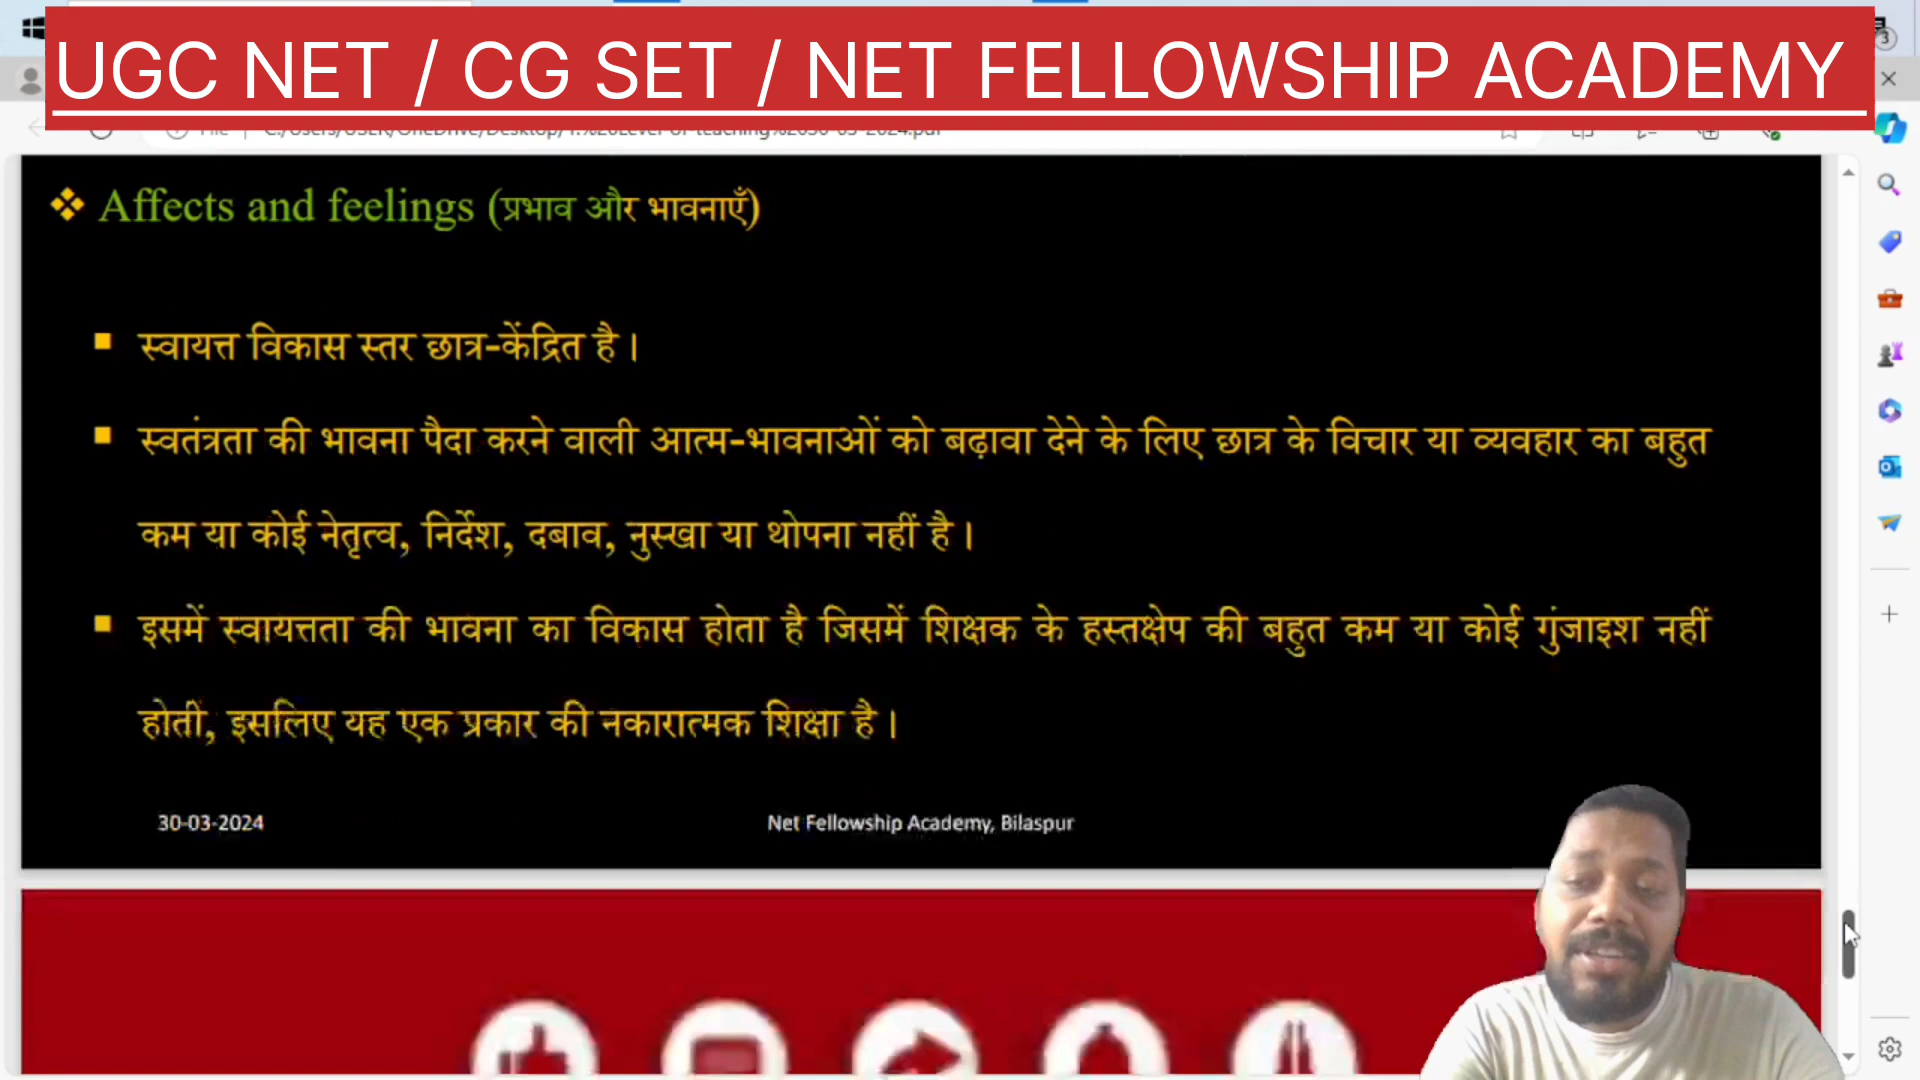 UGC NET / CG SET / NET FELLOWSHIP ACADEMY
3
❖ Affects and feelings (प्रभाव और भावनाएँ)
▪ स्वायत्त विकास स्तर छात्र-केंद्रित है।
▪ स्वतंत्रता की भावना पैदा करने वाली आत्म-भावनाओं को बढ़ावा देने के लिए छात्र के विचार या व्यवहार का बहुत
कम या कोई नेतृत्व, निर्देश, दबाव, नुस्खा या थोपना नहीं है।
▪ इसमें स्वायत्तता की भावना का विकास होता है जिसमें शिक्षक के हस्तक्षेप की बहुत कम या कोई गुंजाइश नहीं
होती, इसलिए यह एक प्रकार की नकारात्मक शिक्षा है।
30-03-2024
Net Fellowship Academy, Bilaspur